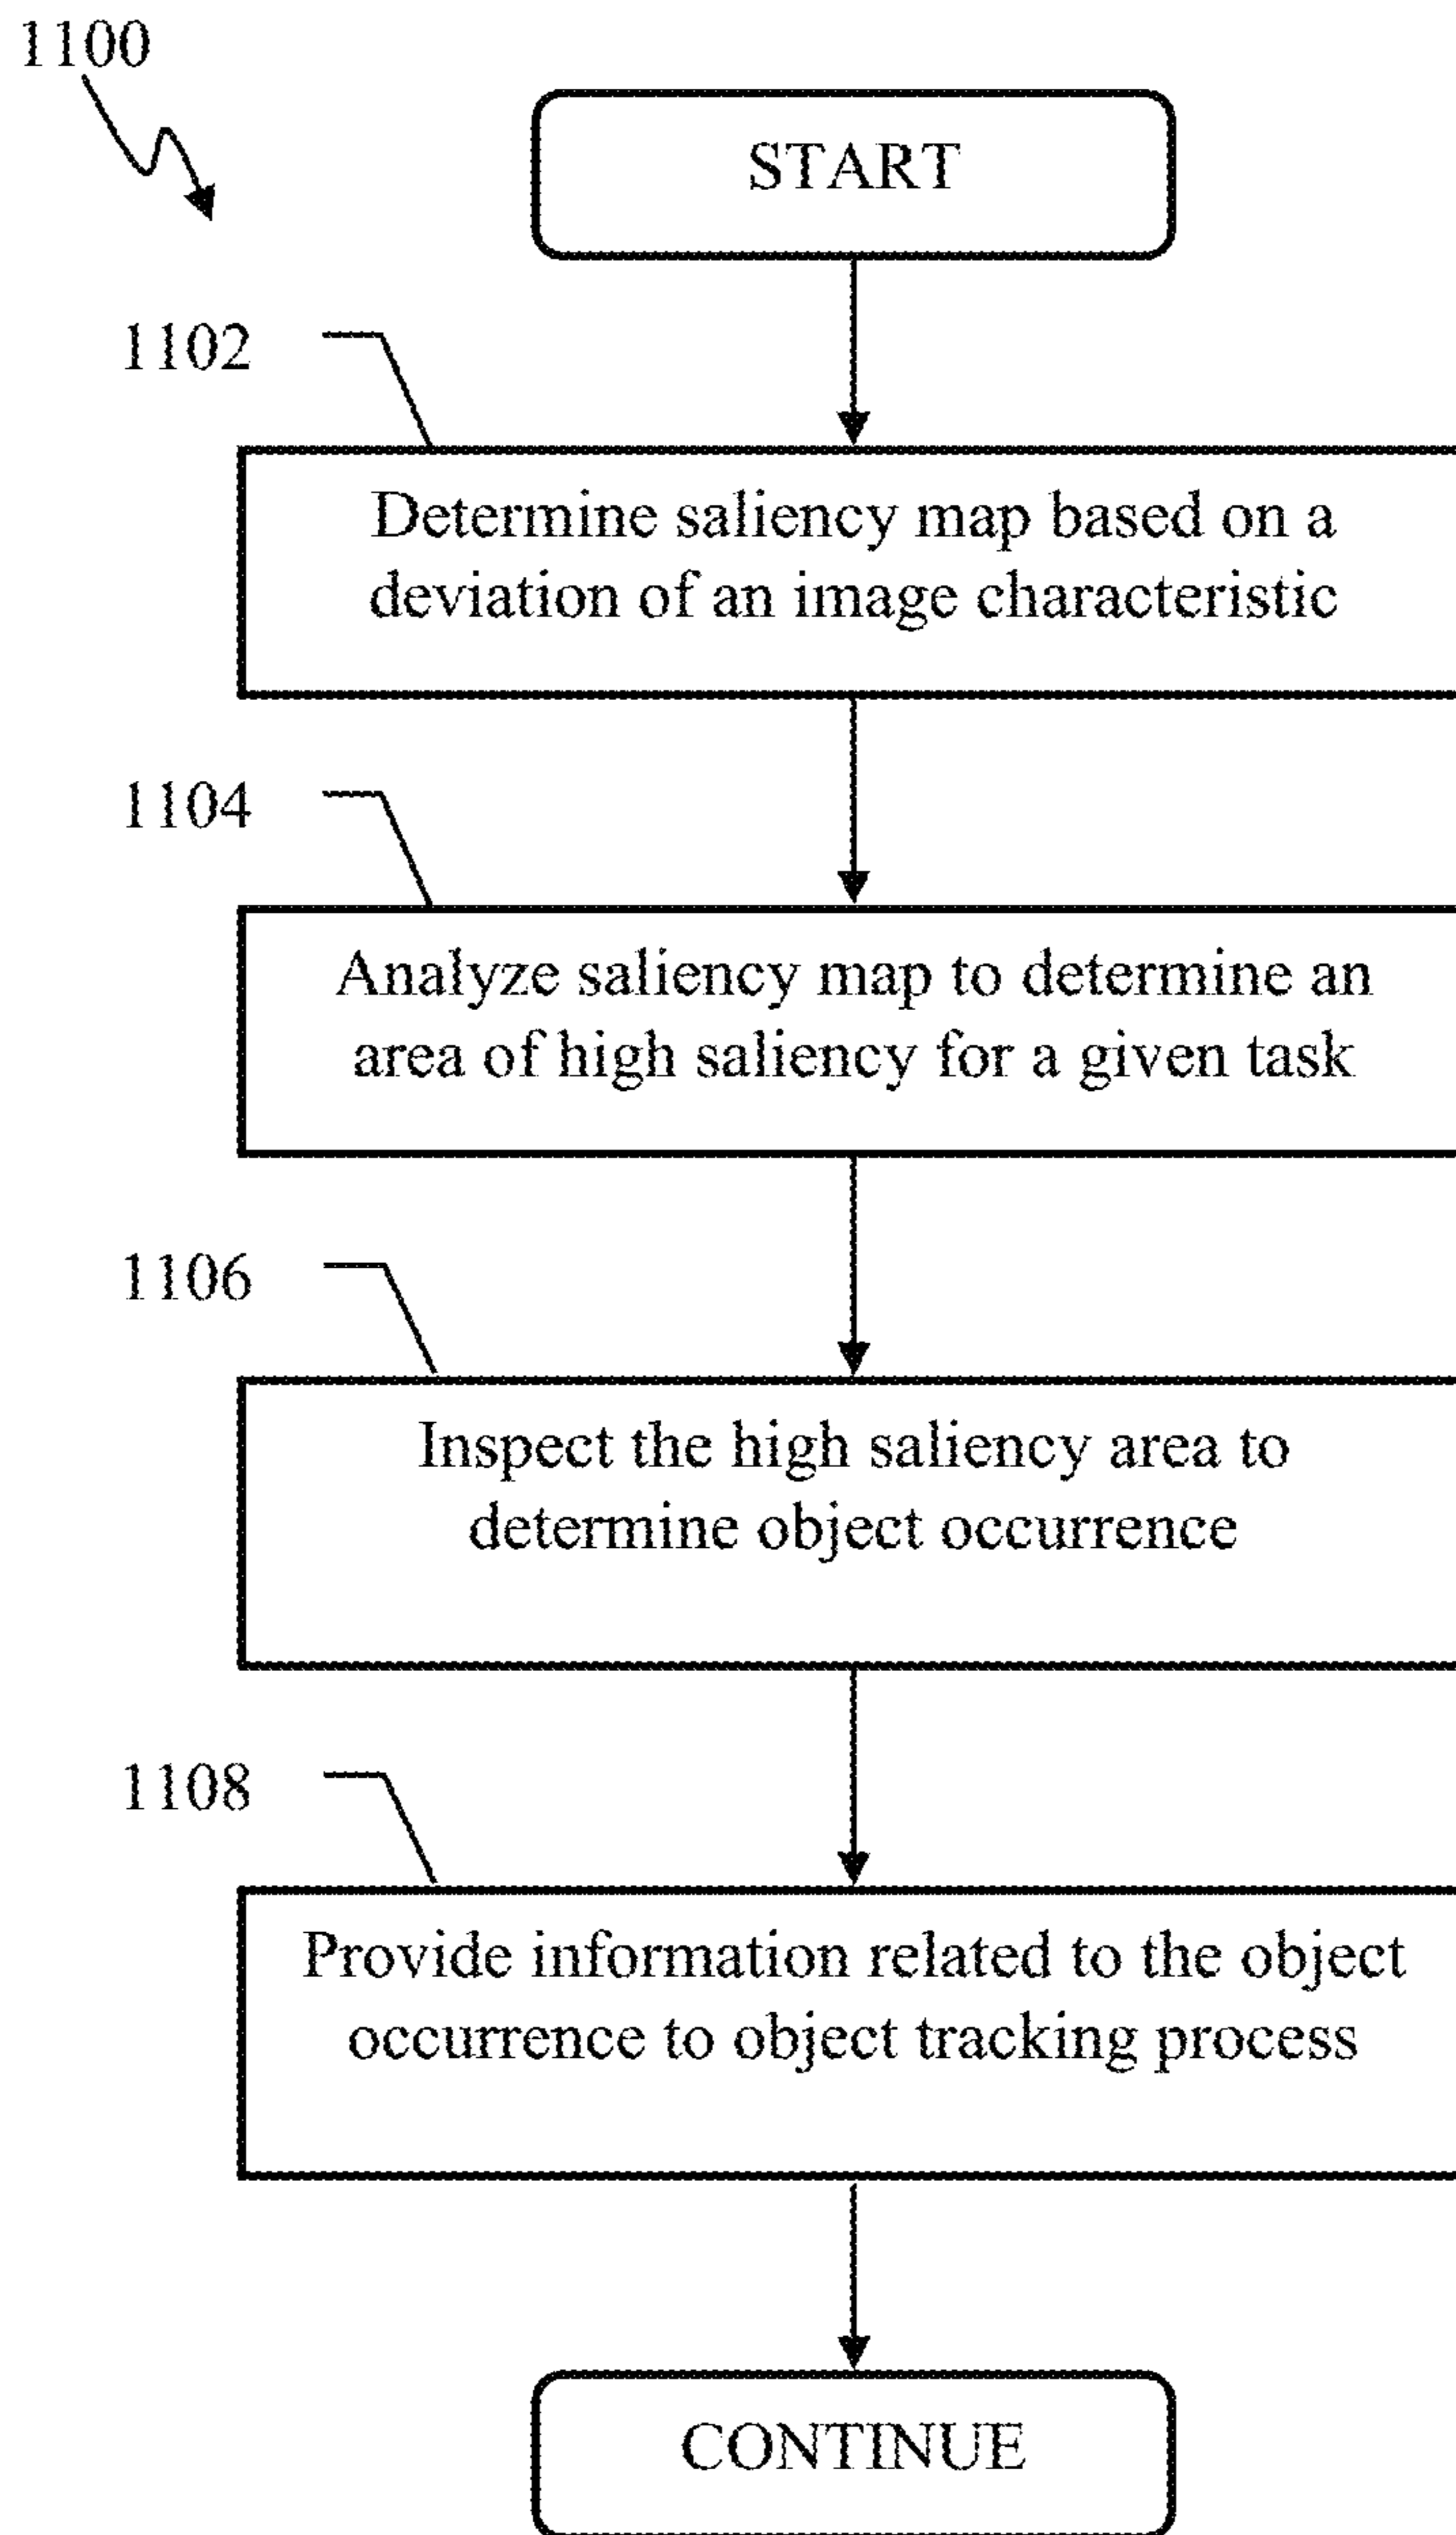 1100
START
1102
Determine saliency map based on a
deviation of an image characteristic
1104
Analyze saliency map to determine an
area of high saliency for a given task
1106
Inspect the high saliency area to
determine object occurrence
1108
Provide information related to the object
occurrence to object tracking process
CONTINUE